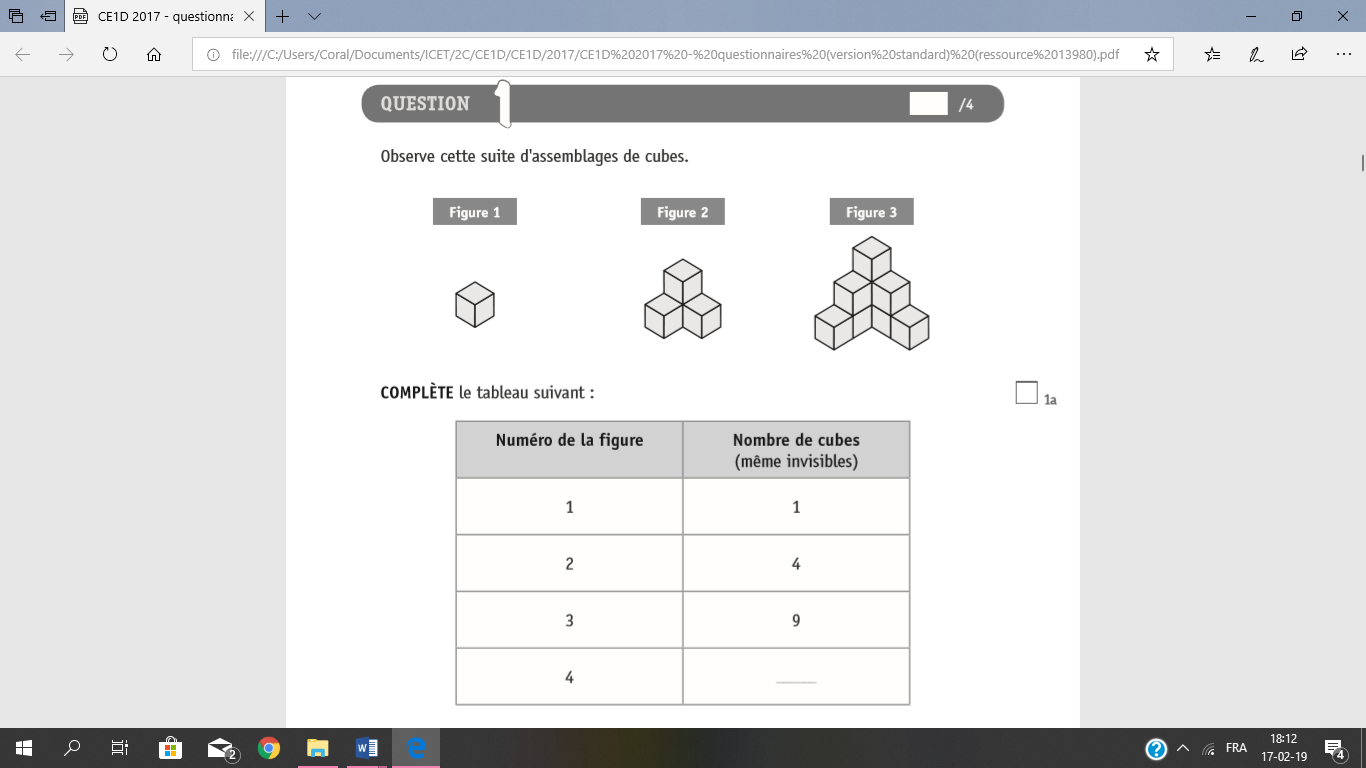 CE1D 2017 - questionna
file:///C:/Users/Coral/Documents/ICET/2C/CE1D/CE1D/2017/CE1D%202017%20-%20questionnaires%20(version%20standard)%20(ressource%2013980).pdf
QUESTION 1 /4
Observe cette suite d'assemblages de cubes.
Figure 1 Figure 2 Figure 3
COMPLÈTE le tableau suivant :
1a
Numéro de la figure Nombre de cubes
(même invisibles)
1 1
2 4
3 9
4
2
FRA
18:12
17-02-19
4